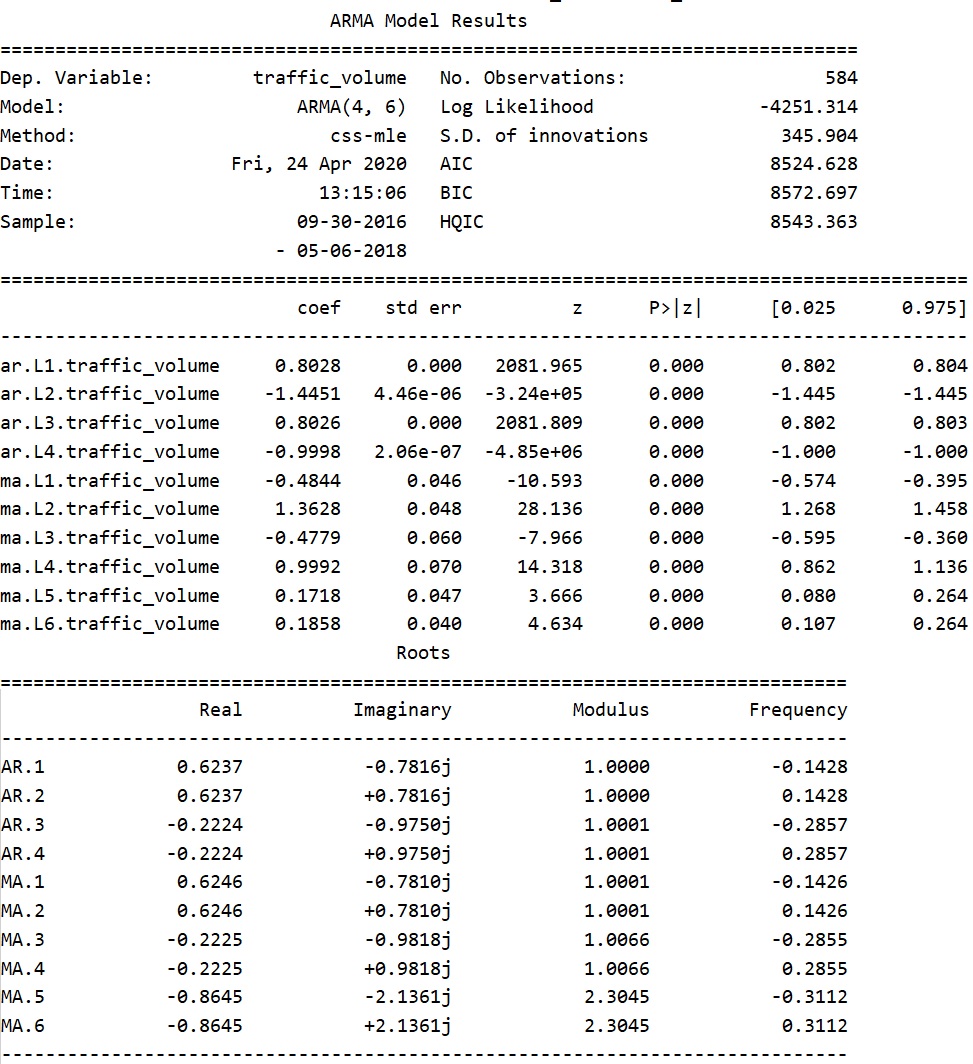 ARMA Model Results
==============================================================================
Dep. Variable: traffic_volume No. Observations: 584
Model: ARMA(4, 6) Log Likelihood -4251.314
Method: css-mle S.D. of innovations 345.904
Date: Fri, 24 Apr 2020 AIC 8524.628
Time: 13:15:06 BIC 8572.697
Sample: 09-30-2016 HQIC 8543.363
- 05-06-2018
========================================================================================
coef std err z P>|z| [0.025 0.975]
----------------------------------------------------------------------------------------
ar.L1.traffic_volume 0.8028 0.000 2081.965 0.000 0.802 0.804
ar.L2.traffic_volume -1.4451 4.46e-06 -3.24e+05 0.000 -1.445 -1.445
ar.L3.traffic_volume 0.8026 0.000 2081.809 0.000 0.802 0.803
ar.L4.traffic_volume -0.9998 2.06e-07 -4.85e+06 0.000 -1.000 -1.000
ma.L1.traffic_volume -0.4844 0.046 -10.593 0.000 -0.574 -0.395
ma.L2.traffic_volume 1.3628 0.048 28.136 0.000 1.268 1.458
ma.L3.traffic_volume -0.4779 0.060 -7.966 0.000 -0.595 -0.360
ma.L4.traffic_volume 0.9992 0.070 14.318 0.000 0.862 1.136
ma.L5.traffic_volume 0.1718 0.047 3.666 0.000 0.080 0.264
ma.L6.traffic_volume 0.1858 0.040 4.634 0.000 0.107 0.264
Roots
=============================================================================
Real Imaginary Modulus Frequency
-----------------------------------------------------------------------------
AR.1 0.6237 -0.7816j 1.0000 -0.1428
AR.2 0.6237 +0.7816j 1.0000 0.1428
AR.3 -0.2224 -0.9750j 1.0001 -0.2857
AR.4 -0.2224 +0.9750j 1.0001 0.2857
MA.1 0.6246 -0.7810j 1.0001 -0.1426
MA.2 0.6246 +0.7810j 1.0001 0.1426
MA.3 -0.2225 -0.9818j 1.0066 -0.2855
MA.4 -0.2225 +0.9818j 1.0066 0.2855
MA.5 -0.8645 -2.1361j 2.3045 -0.3112
MA.6 -0.8645 +2.1361j 2.3045 0.3112
-----------------------------------------------------------------------------